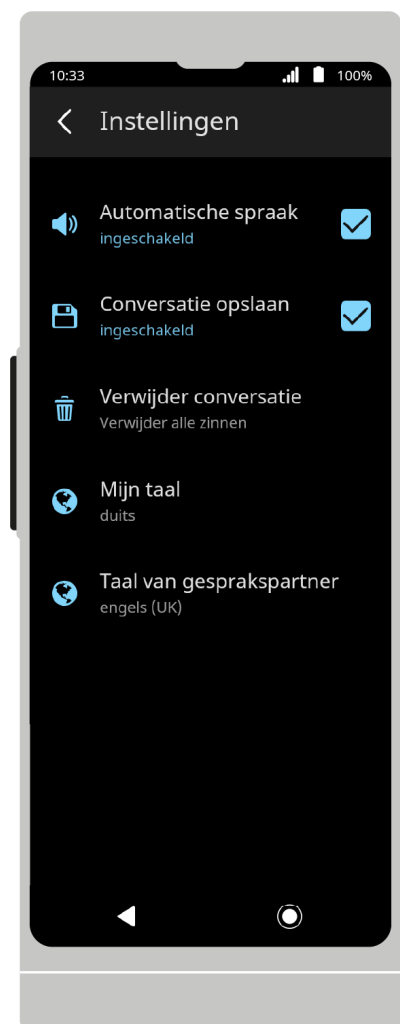 10:33
100%
Instellingen
Automatische spraak
ingeschakeld
Conversatie opslaan
ingeschakeld
Verwijder conversatie
Verwijder alle zinnen
Mijn taal
duits
Taal van gesprakspartner
engels (UK)